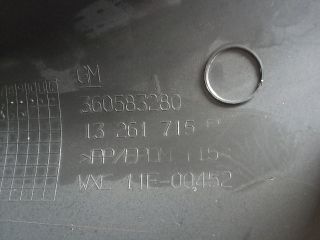 GM
360583280
13 261 715
>PP/EPDM T15<
WXE 11E-00452